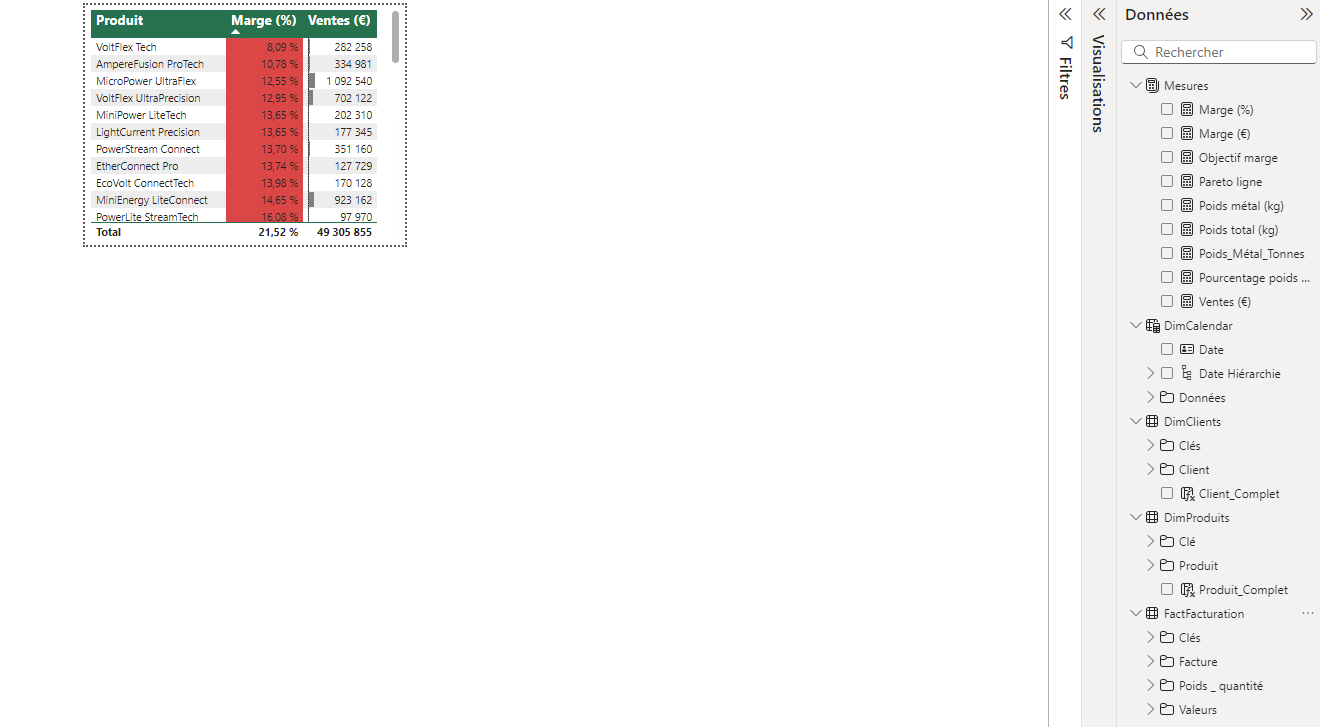 Produit Marge (%) Ventes (€)
VoltFlex Tech 8,09 % 282 258
AmpereFusion ProTech 10,78 % 334 981
MicroPower UltraFlex 12,55 % 1 092 540
VoltFlex UltraPrecision 12,95 % 702 122
MiniPower LiteTech 13,65 % 202 310
LightCurrent Precision 13,65 % 177 345
PowerStream Connect 13,70 % 351 160
EtherConnect Pro 13,74 % 127 729
EcoVolt ConnectTech 13,98 % 170 128
MiniEnergy LiteConnect 14,65 % 923 162
PowerLite StreamTech 16,08 % 97 970
Total 21,52 % 49 305 855
Filtres
Visualisations
Données
Rechercher
Mesures
Marge (%)
Marge (€)
Objectif marge
Pareto ligne
Poids métal (kg)
Poids total (kg)
Poids_Métal_Tonnes
Pourcentage poids ...
Ventes (€)
DimCalendar
Date
Date Hiérarchie
Données
DimClients
Clés
Client
Client_Complet
DimProduits
Clé
Produit
Produit_Complet
FactFacturation
Clés
Facture
Poids _ quantité
Valeurs